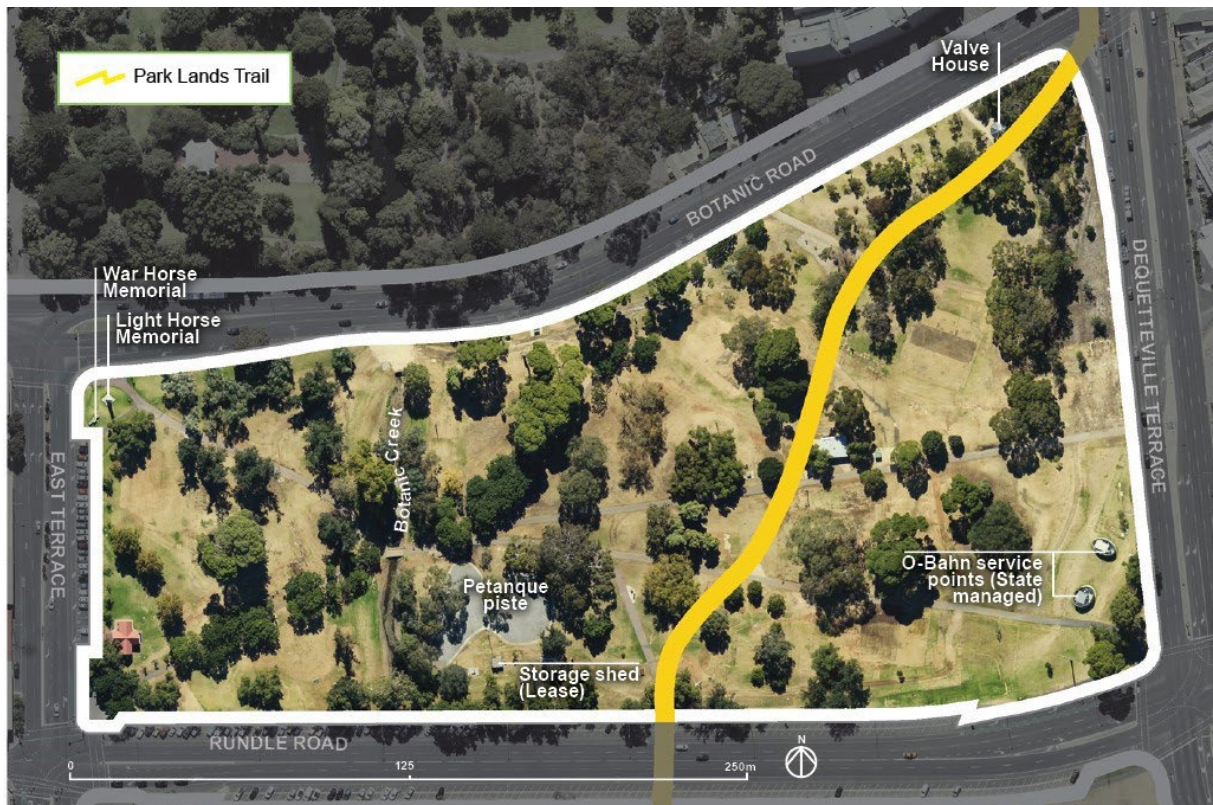 Park Lands Trail
Valve
House
BOTANIC ROAD
War Horse
Memorial
Light Horse
Memorial
DEQUETTEVILLE TERRACE
EAST TERRACE
Botanic Creek
O-Bahn service
points (State
managed)
Petanque
piste
Storage shed
(Lease)
RUNDLE ROAD
N
0 125 250m